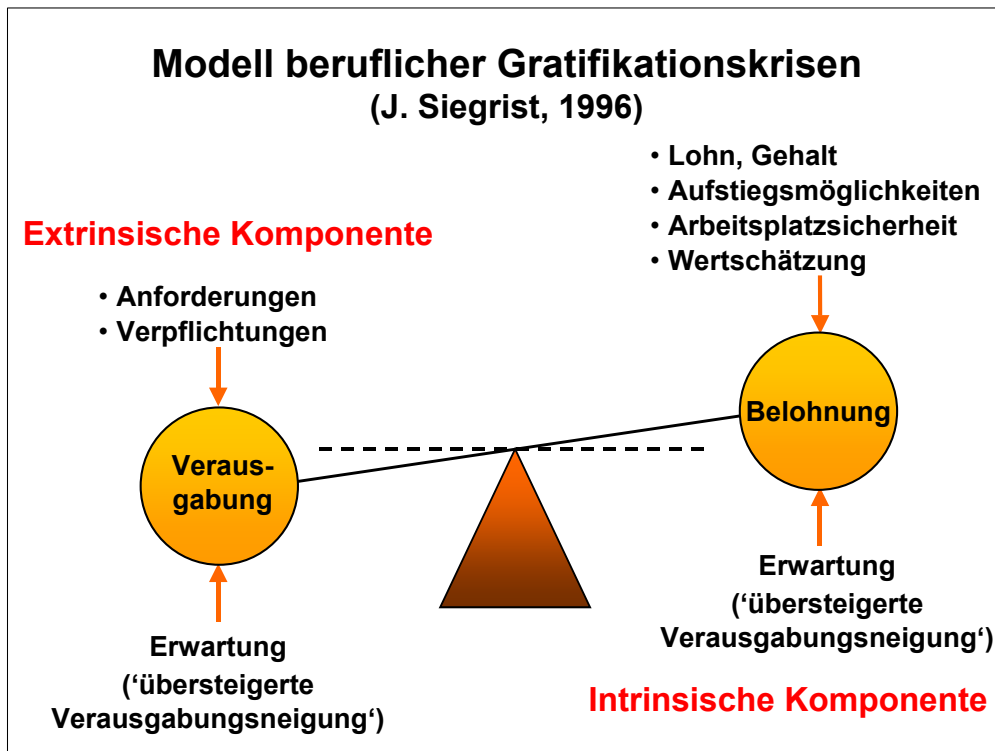 Modell beruflicher Gratifikationskrisen
(J. Siegrist, 1996)
• Lohn, Gehalt
• Aufstiegsmöglichkeiten
• Arbeitsplatzsicherheit
• Wertschätzung
Extrinsische Komponente
• Anforderungen
• Verpflichtungen
Belohnung
Veraus-
gabung
Erwartung
(‘übersteigerte
Verausgabungsneigung‘)
Erwartung
(‘übersteigerte
Verausgabungsneigung‘)
Intrinsische Komponente